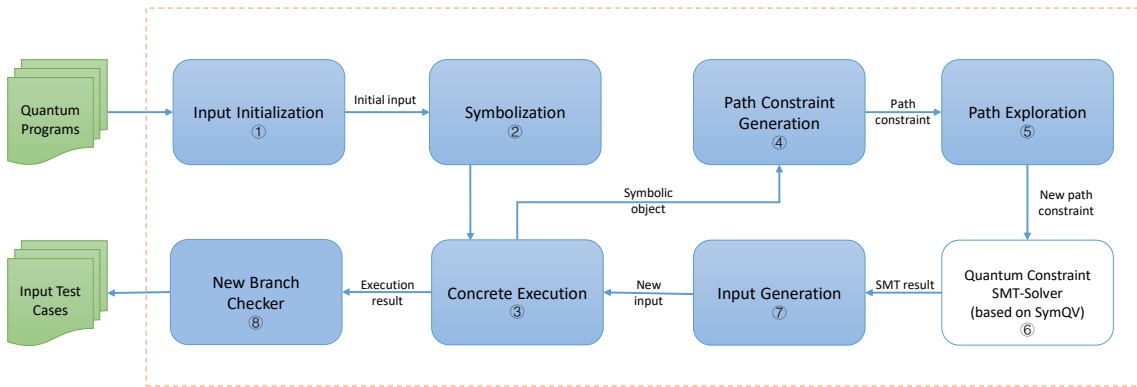 Quantum
Programs
Input Initialization
①
Initial input
Symbolization
②
Path Constraint
Generation
④
Path
constraint
Path Exploration
⑤
Symbolic
object
New path
constraint
Input Test
Cases
New Branch
Checker
⑧
Execution
result
Concrete Execution
③
New
input
Input Generation
⑦
SMT result
Quantum Constraint
SMT-Solver
(based on SymQV)
⑥